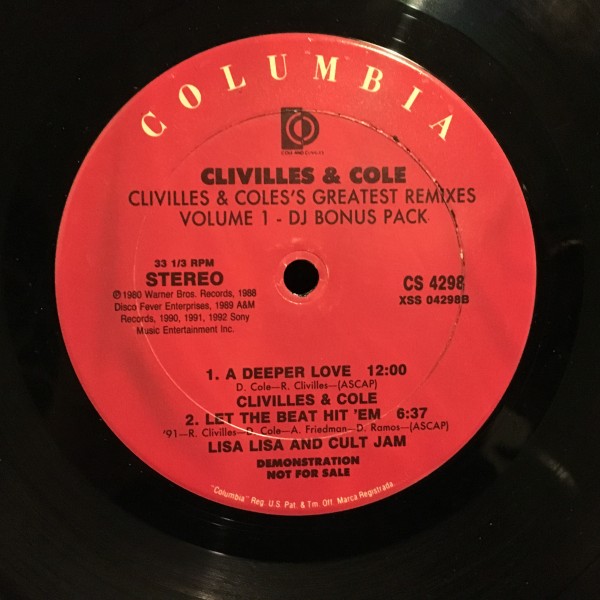 COLUMBIA
CLIVILLES & COLE
CLIVILLES & COLES'S GREATEST REMIXES
VOLUME 1 - DJ BONUS PACK
33 1/3 RPM
STEREO
℗ 1980 Warner Bros. Records, 1988
Disco Fever Enterprises, 1989 A&M
Records, 1990, 1991, 1992 Sony
Music Entertainment Inc.
CS 4298
XSS 04298B
1. A DEEPER LOVE 12:00
D. Cole—R. Clivilles—(ASCAP)
CLIVILLES & COLE
2. LET THE BEAT HIT 'EM 6:37
'91—R. Clivilles—D. Cole—A. Friedman—D. Ramos—(ASCAP)
LISA LISA AND CULT JAM
DEMONSTRATION
NOT FOR SALE
"Columbia" Reg. U.S. Pat. & Tm. Off. Marca Registrada.